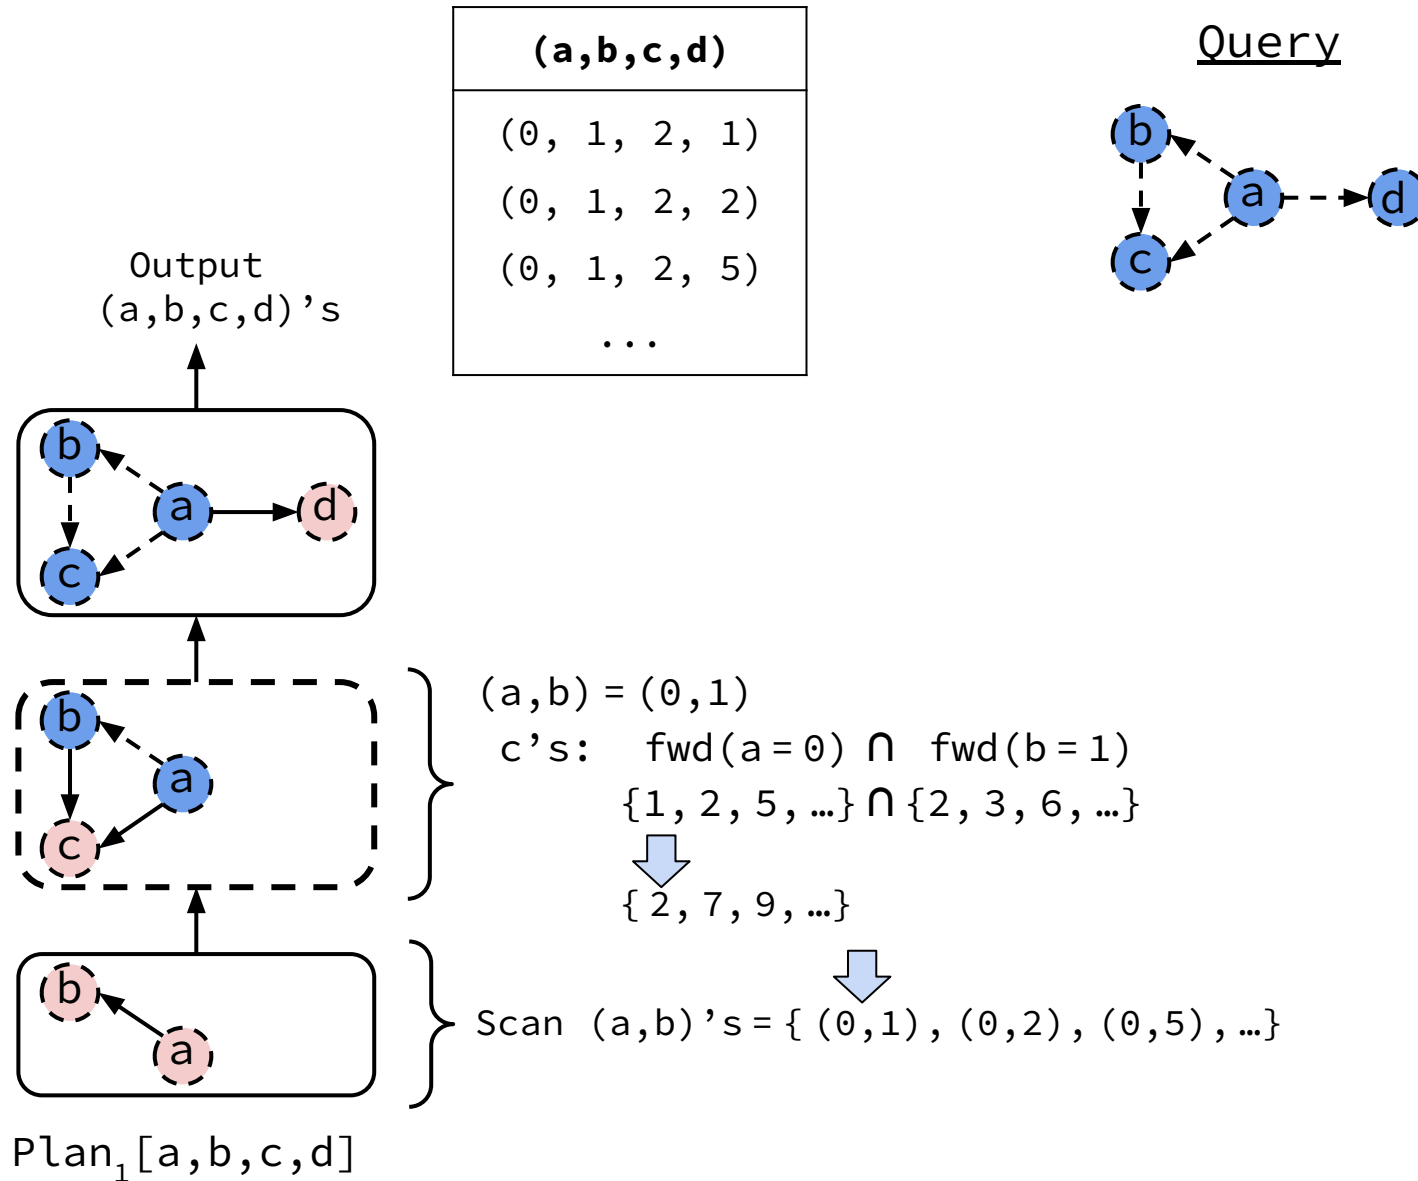 (a,b,c,d)
(0, 1, 2, 1)
(0, 1, 2, 2)
(0, 1, 2, 5)
...
Query
b
a
d
c
Output
(a,b,c,d)’s
b
a
d
c
b
a
c
(a,b) = (0,1)
c’s: fwd(a = 0) ∩ fwd(b = 1)
{1, 2, 5, …} ∩ {2, 3, 6, …}
{ 2, 7, 9, …}
b
a
Scan (a,b)’s = { (0,1), (0,2), (0,5), …}
Plan₁[a,b,c,d]